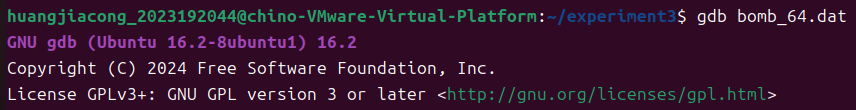 huangjiacong_2023192044@chino-VMware-Virtual-Platform:~/experiment3$ gdb bomb_64.dat
GNU gdb (Ubuntu 16.2-8ubuntu1) 16.2
Copyright (C) 2024 Free Software Foundation, Inc.
License GPLv3+: GNU GPL version 3 or later <http://gnu.org/licenses/gpl.html>